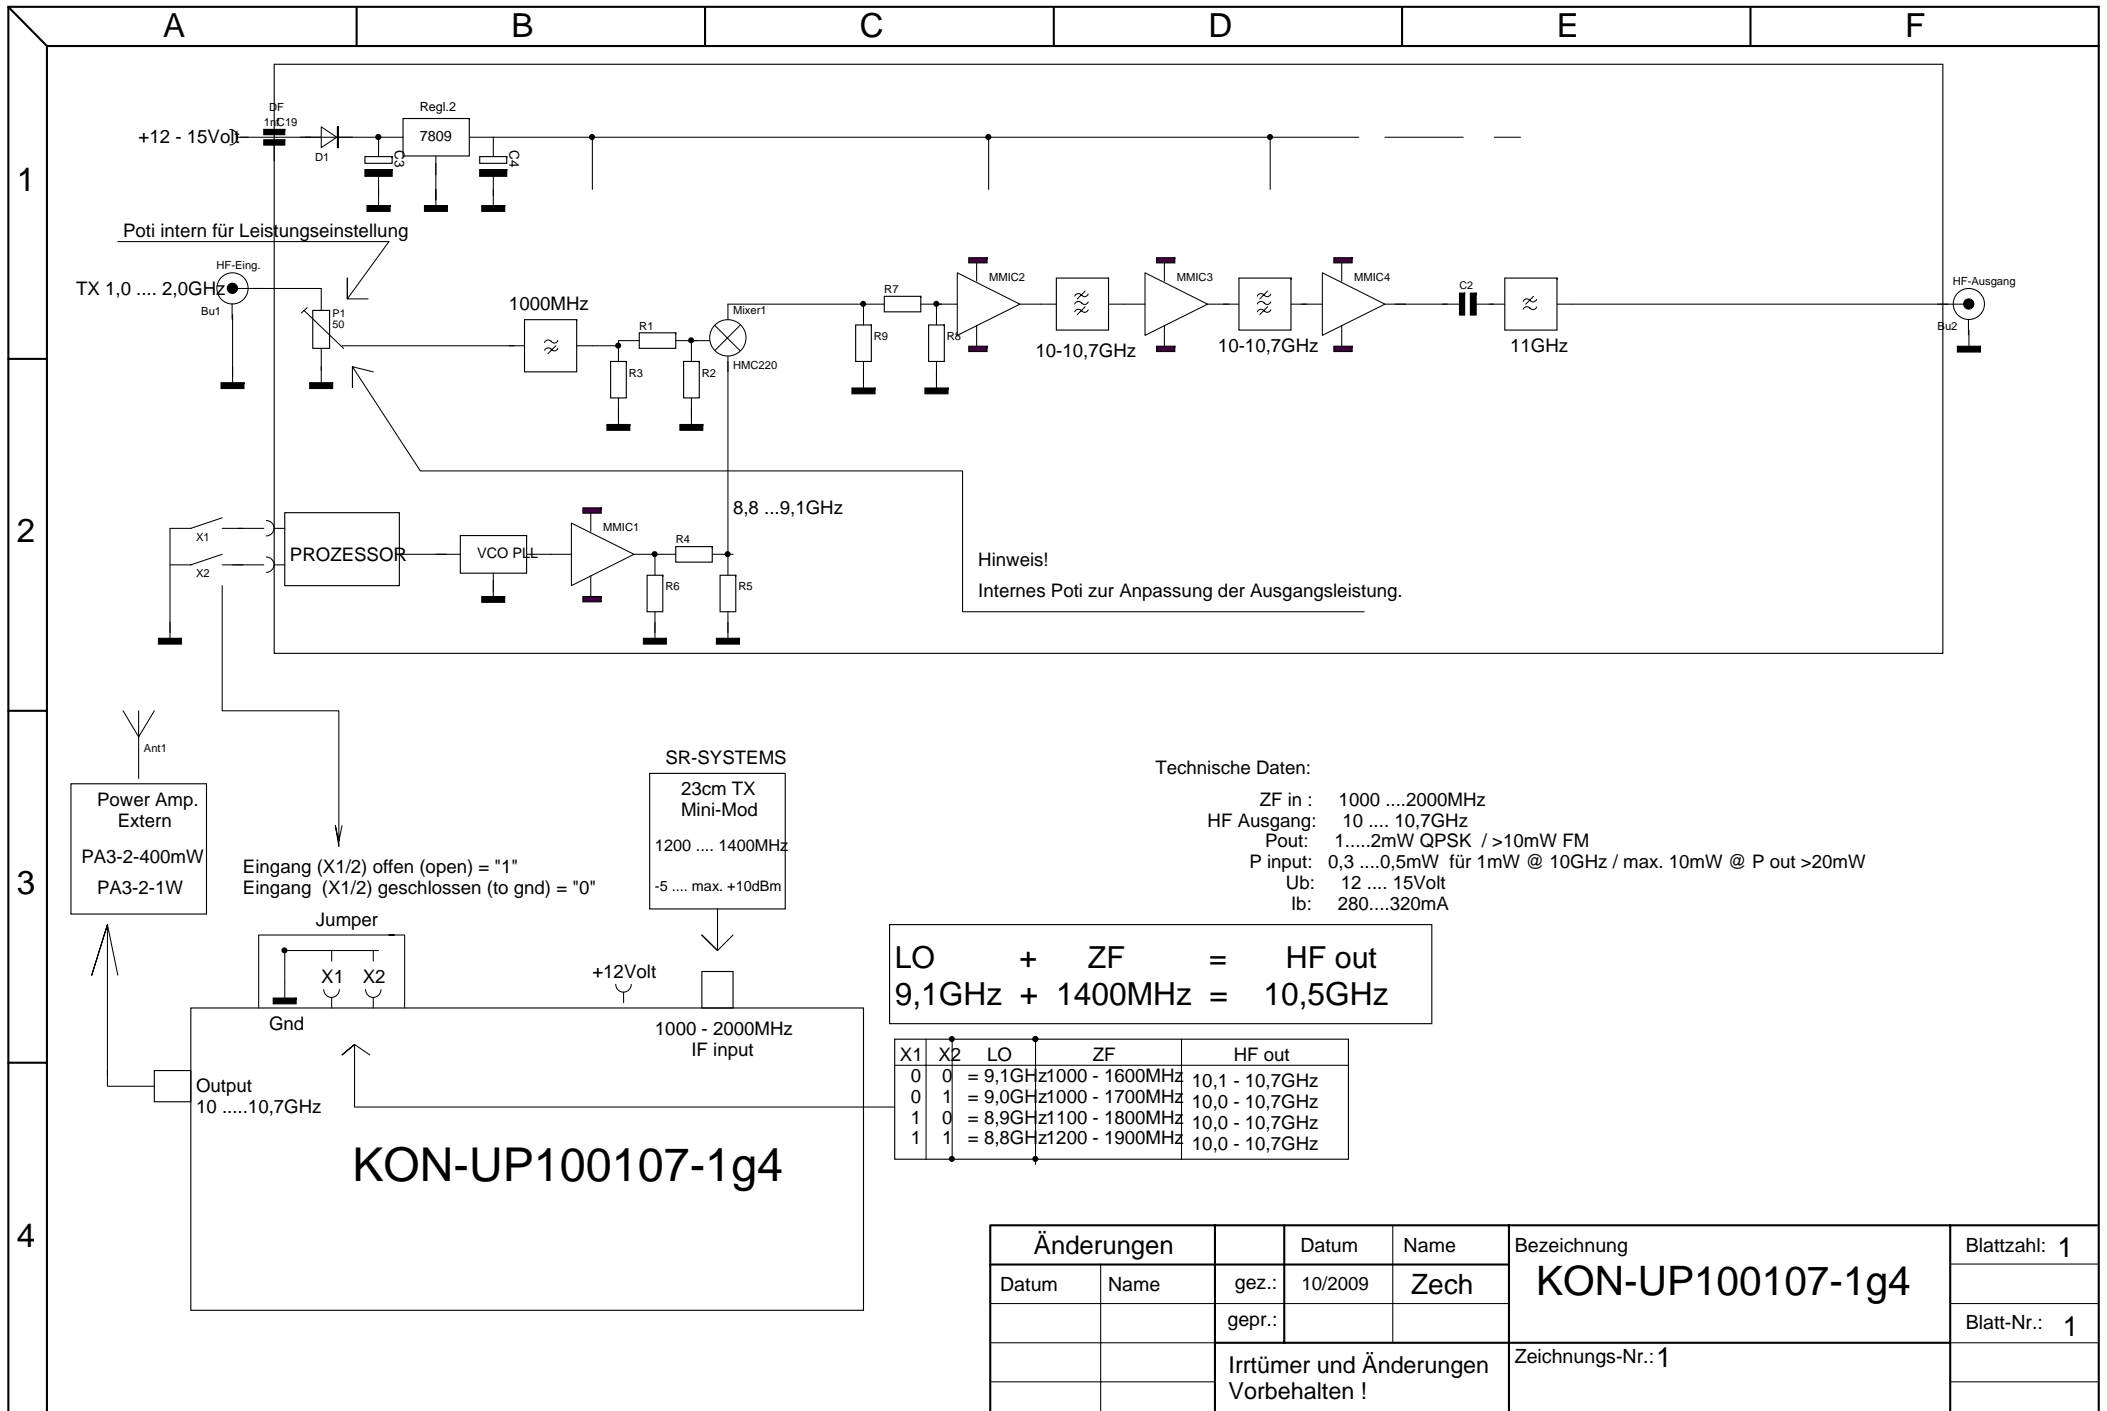 A B C D E F
1
2
3
4
DF
1nC19
+12 - 15Volt
D1
C3
Regl.2
7809
C4
Poti intern für Leistungseinstellung
HF-Eing.
TX 1,0 .... 2,0GHz
Bu1
P1
50
1000MHz
R1
R3
R2
Mixer1
HMC220
R7
R9
R8
MMIC2
10-10,7GHz
MMIC3
10-10,7GHz
MMIC4
C2
11GHz
HF-Ausgang
Bu2
8,8 ...9,1GHz
X1
X2
PROZESSOR
VCO PLL
MMIC1
R4
R6
R5
Hinweis!
Internes Poti zur Anpassung der Ausgangsleistung.
Ant1
Power Amp.
Extern
PA3-2-400mW
PA3-2-1W
Eingang (X1/2) offen (open) = "1"
Eingang (X1/2) geschlossen (to gnd) = "0"
Jumper
X1 X2
Gnd
SR-SYSTEMS
23cm TX
Mini-Mod
1200 .... 1400MHz
-5 .... max. +10dBm
+12Volt
1000 - 2000MHz
IF input
Output
10 .....10,7GHz
KON-UP100107-1g4
Technische Daten:
ZF in : 1000 ....2000MHz
HF Ausgang: 10 .... 10,7GHz
Pout: 1.....2mW QPSK / >10mW FM
P input: 0,3 ....0,5mW für 1mW @ 10GHz / max. 10mW @ P out >20mW
Ub: 12 .... 15Volt
Ib: 280....320mA
LO + ZF = HF out
9,1GHz + 1400MHz = 10,5GHz
X1 X2 LO ZF HF out
0 0 = 9,1GHz 1000 - 1600MHz 10,1 - 10,7GHz
0 1 = 9,0GHz 1000 - 1700MHz 10,0 - 10,7GHz
1 0 = 8,9GHz 1100 - 1800MHz 10,0 - 10,7GHz
1 1 = 8,8GHz 1200 - 1900MHz 10,0 - 10,7GHz
Änderungen Datum Name Bezeichnung Blattzahl: 1
Datum Name gez.: 10/2009 Zech KON-UP100107-1g4
gepr.: Blatt-Nr.: 1
Irrtümer und Änderungen
Vorbehalten !
Zeichnungs-Nr.:1